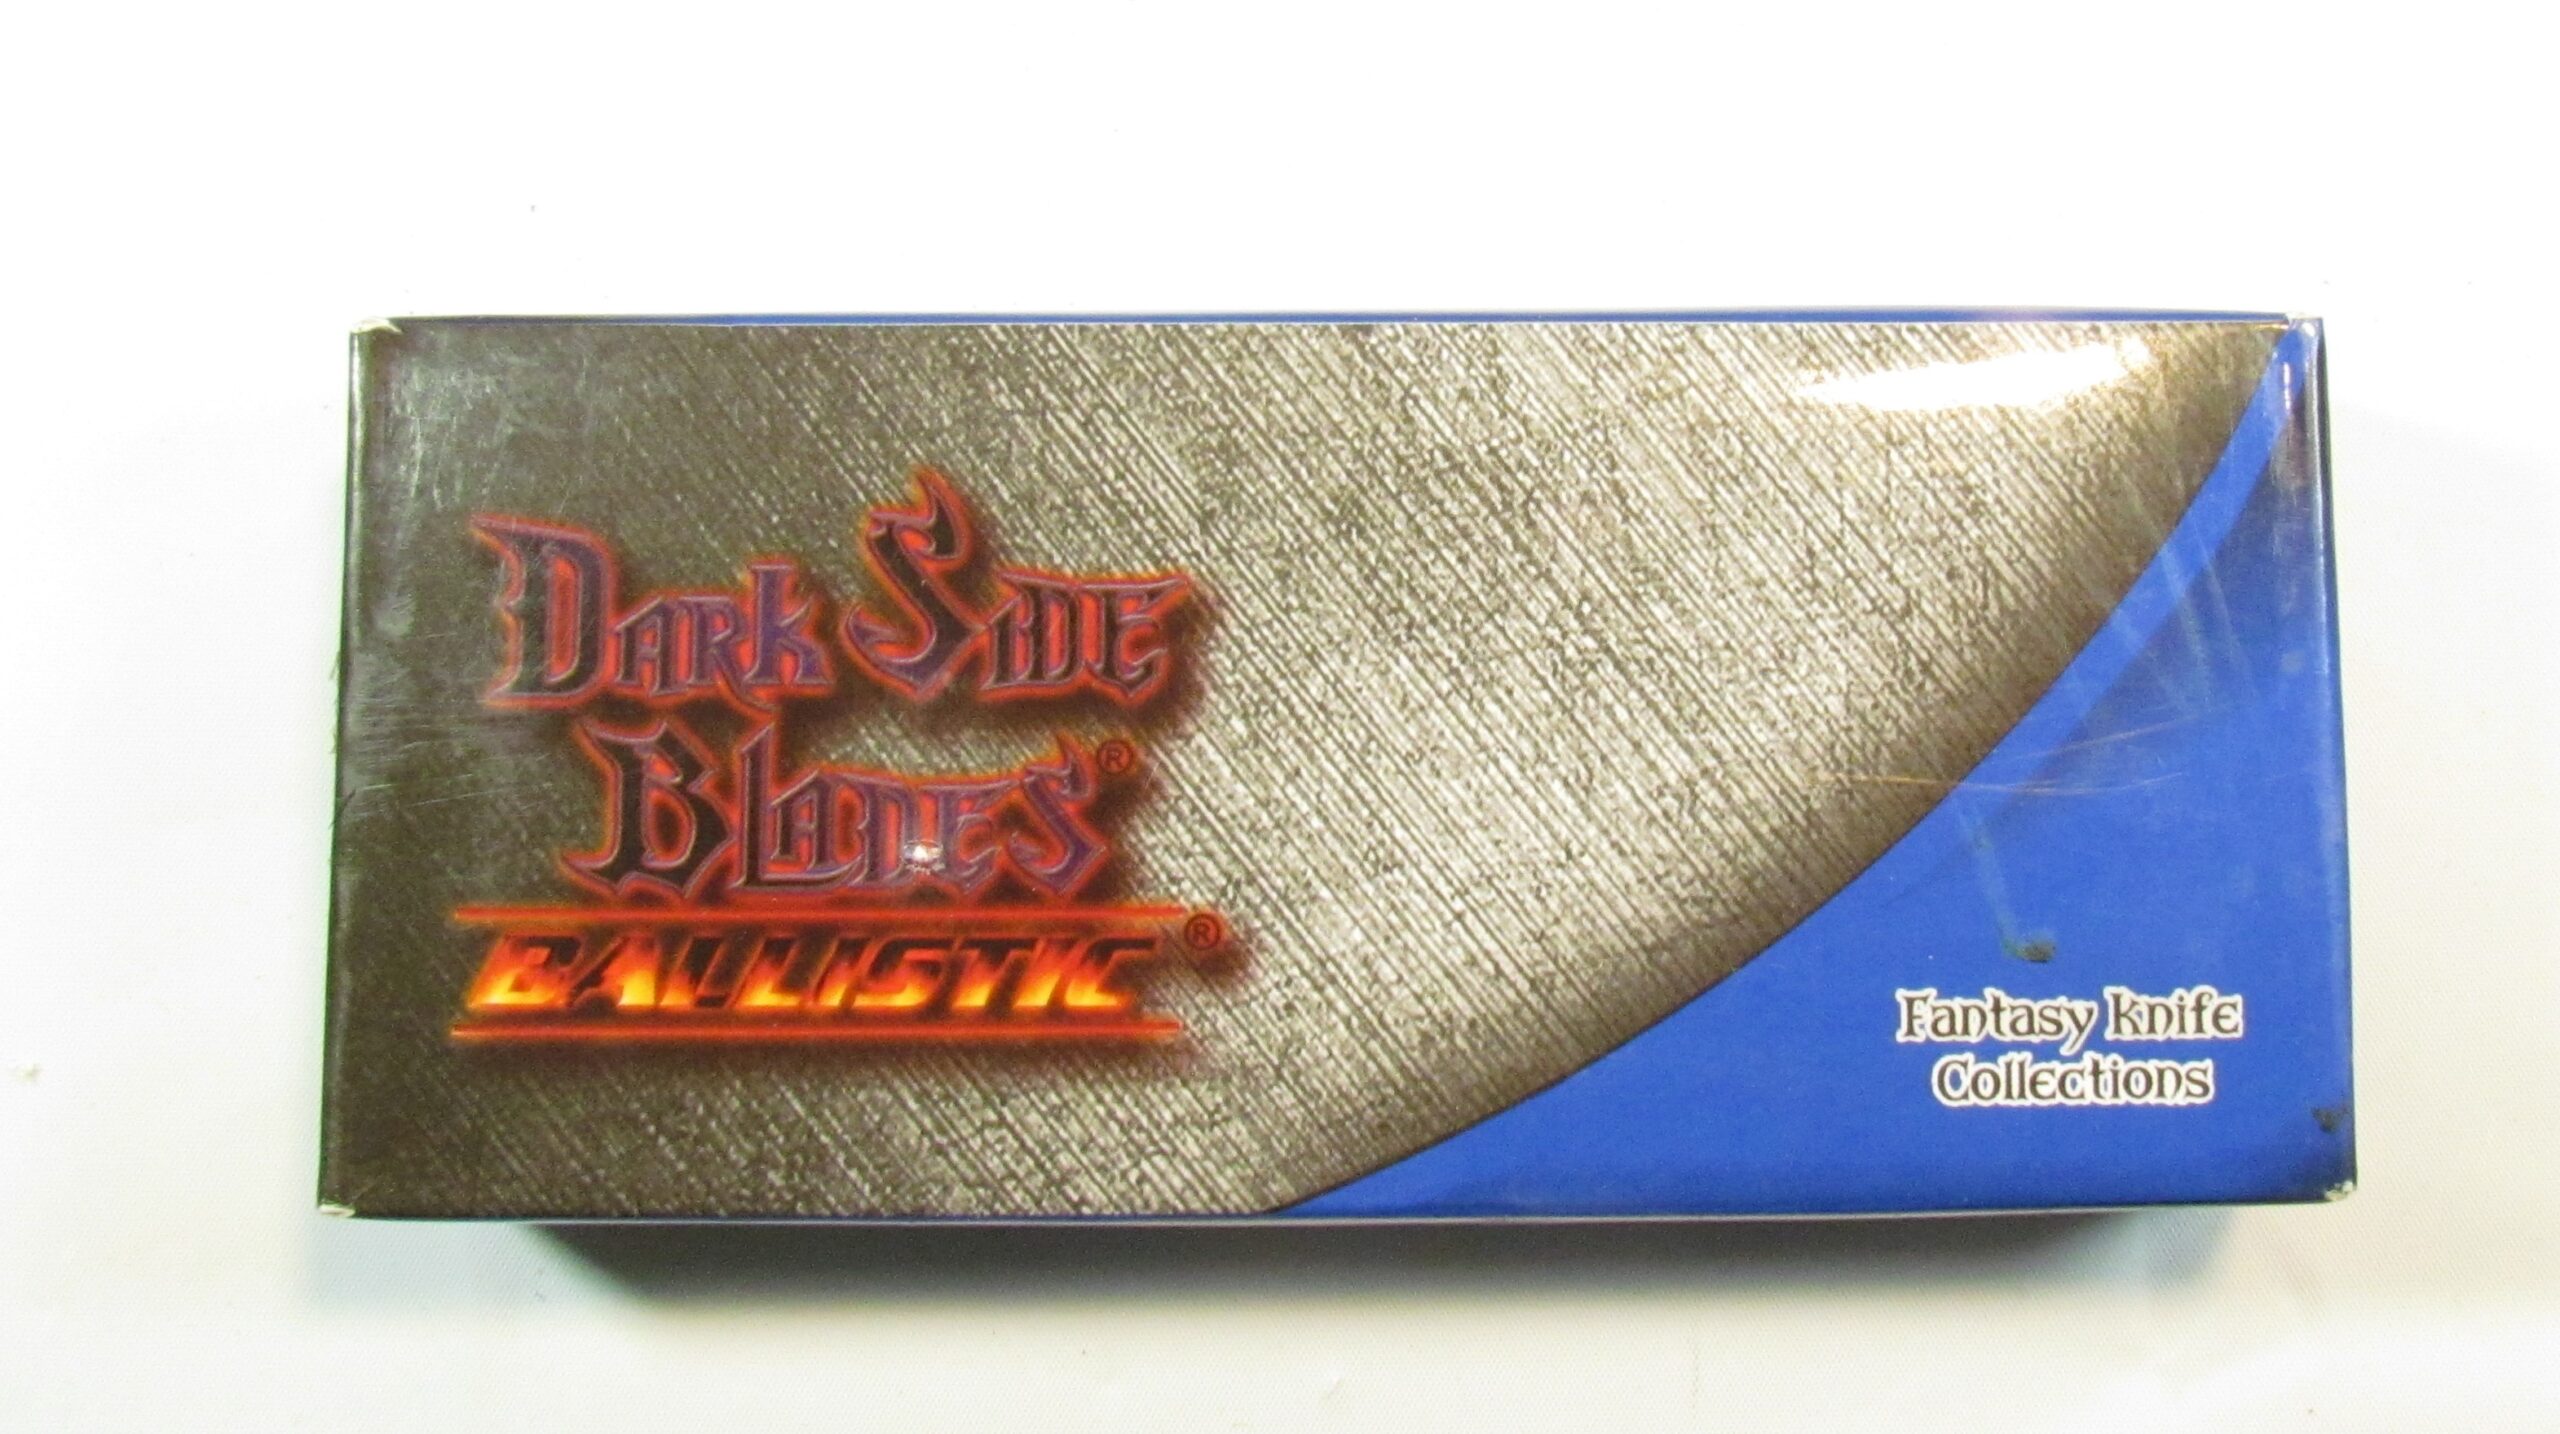 Dark Side
Blades®
BALLISTIC®
Fantasy Knife
Collections